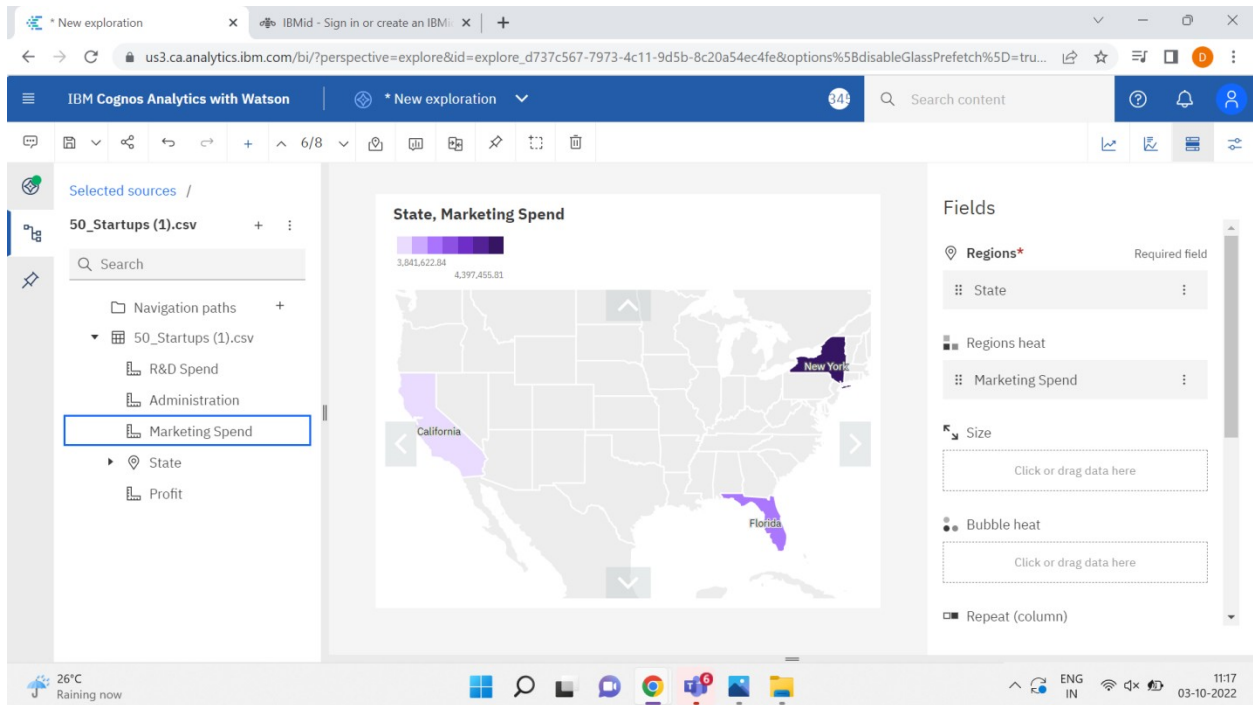 * New exploration
IBMid - Sign in or create an IBMi
us3.ca.analytics.ibm.com/bi/?perspective=explore&id=explore_d737c567-7973-4c11-9d5b-8c20a54ec4fe&options%5BdisableGlassPrefetch%5D=tru...
D
IBM Cognos Analytics with Watson
* New exploration
345
Search content
6/8
Selected sources /
50_Startups (1).csv
Search
Navigation paths
50_Startups (1).csv
R&D Spend
Administration
Marketing Spend
State
Profit
State, Marketing Spend
3,841,622.84
4,397,455.81
New York
California
Florida
Fields
Regions* Required field
State
Regions heat
Marketing Spend
Size
Click or drag data here
Bubble heat
Click or drag data here
Repeat (column)
26°C
Raining now
6
ENG
IN
11:17
03-10-2022